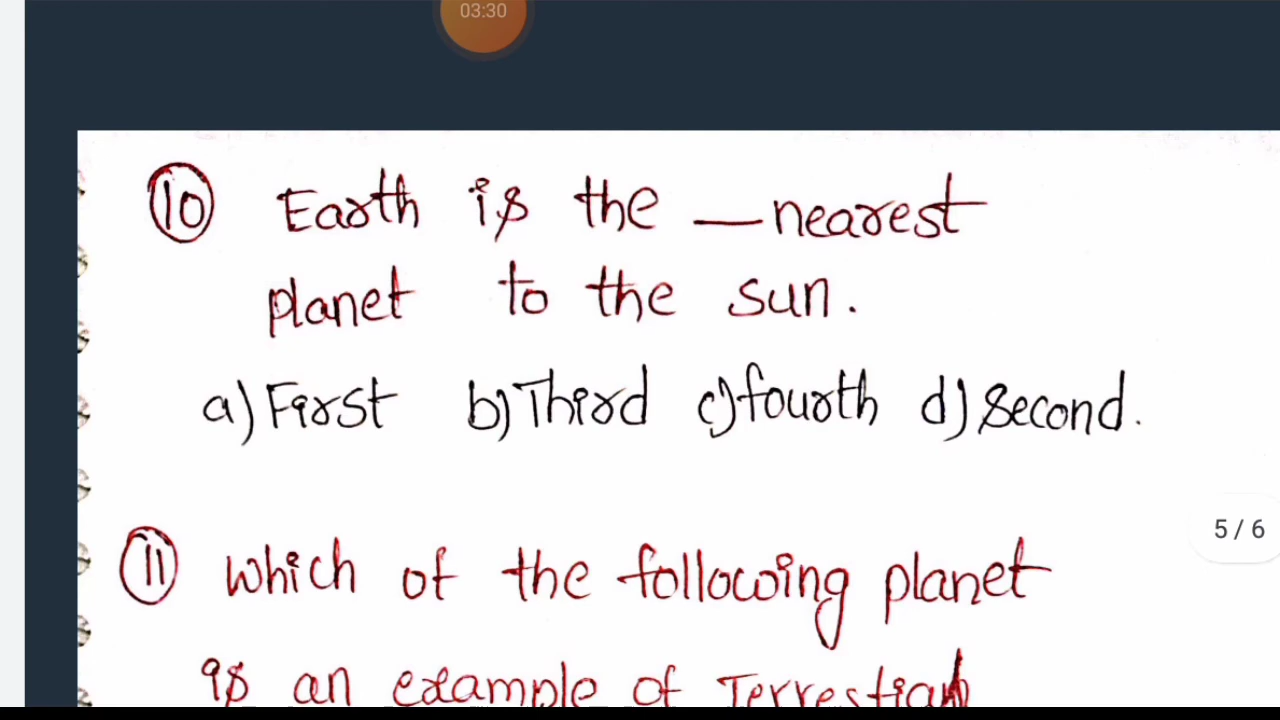 03:30
10 Earth is the _ nearest
planet to the sun.
a) First b) Third c) fourth d) Second.
5 / 6
11 which of the following planet
is an example of Terrestial